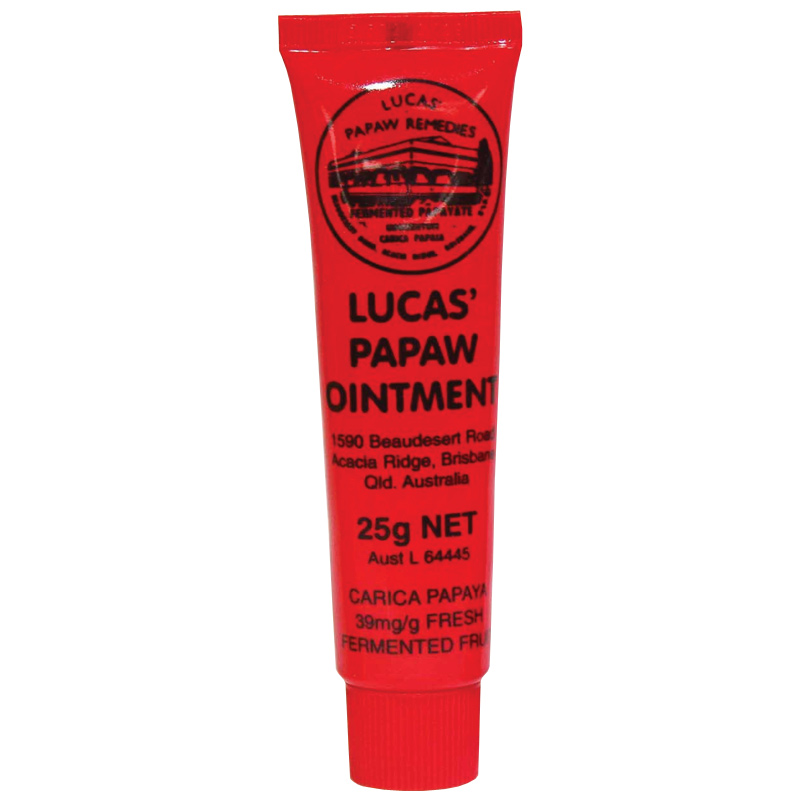 LUCAS'
PAPAW REMEDIES
FERMENTED PAPAYATE
CARICA PAPAYA
LUCAS'
PAPAW
OINTMENT
1590 Beaudesert Road
Acacia Ridge, Brisbane
Qld. Australia
25g NET
Aust L 64445
CARICA PAPAYA
39mg/g FRESH
FERMENTED FRUI